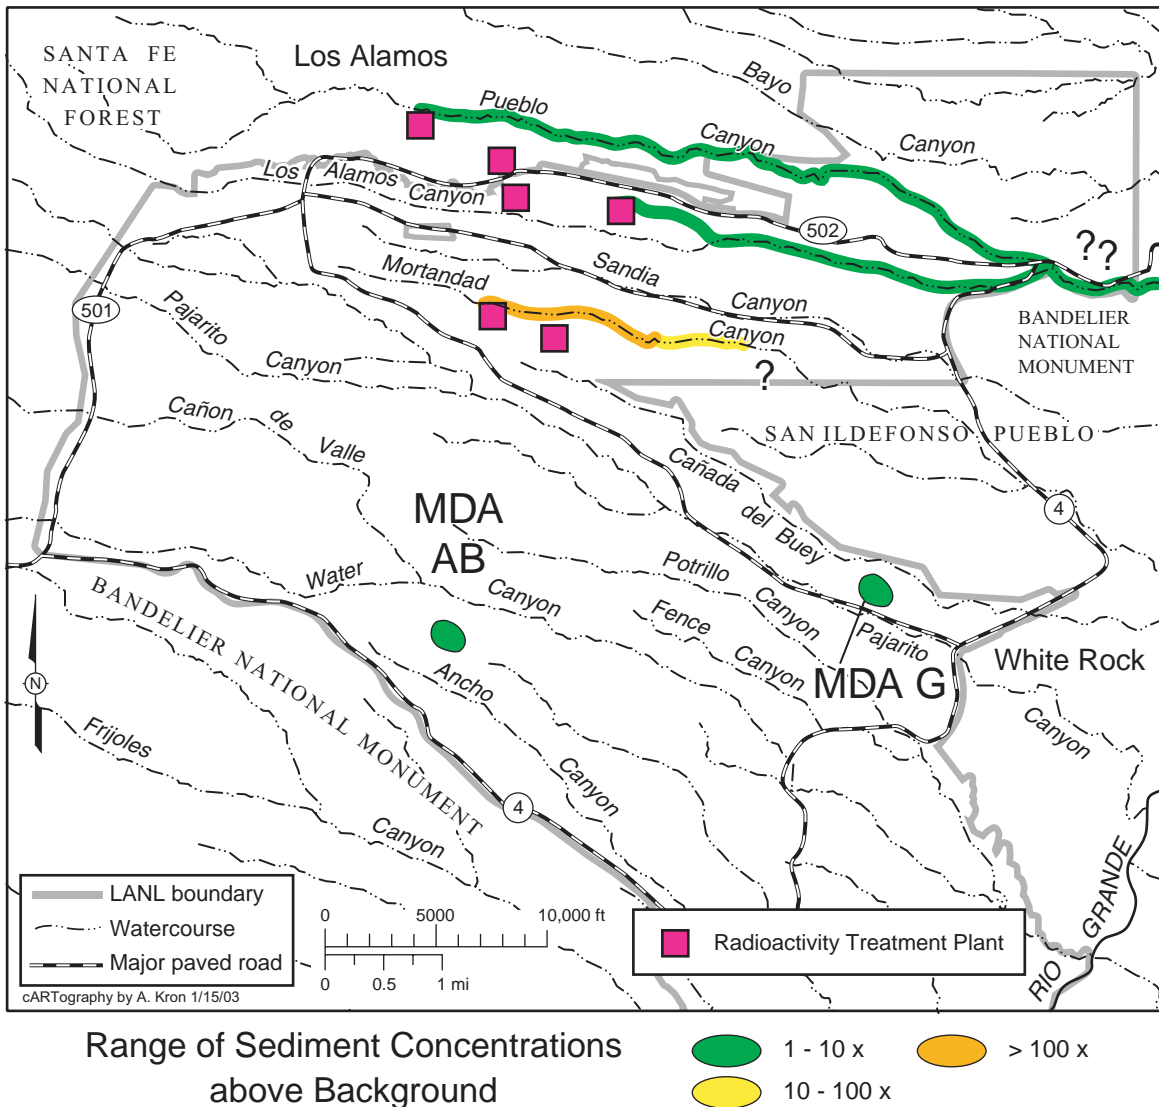 SANTA FE
NATIONAL
FOREST
Los Alamos
Bayo
Canyon
Pueblo
Canyon
Los Alamos
Canyon
502
??
Sandia
Canyon
Mortandad
Canyon
?
501
Pajarito
Canyon
BANDELIER
NATIONAL
MONUMENT
Cañon de Valle
SAN ILDEFONSO PUEBLO
Cañada del Buey
4
MDA
AB
Water
Canyon
Potrillo
Canyon
Fence
Canyon
Pajarito
MDA G
White Rock
Canyon
BANDELIER NATIONAL MONUMENT
N
Ancho
Canyon
Frijoles
Canyon
4
RIO GRANDE
LANL boundary
Watercourse
Major paved road
cARTography by A. Kron 1/15/03
0 5000 10,000 ft
0 0.5 1 mi
Radioactivity Treatment Plant
Range of Sediment Concentrations
above Background
1 - 10 x
> 100 x
10 - 100 x